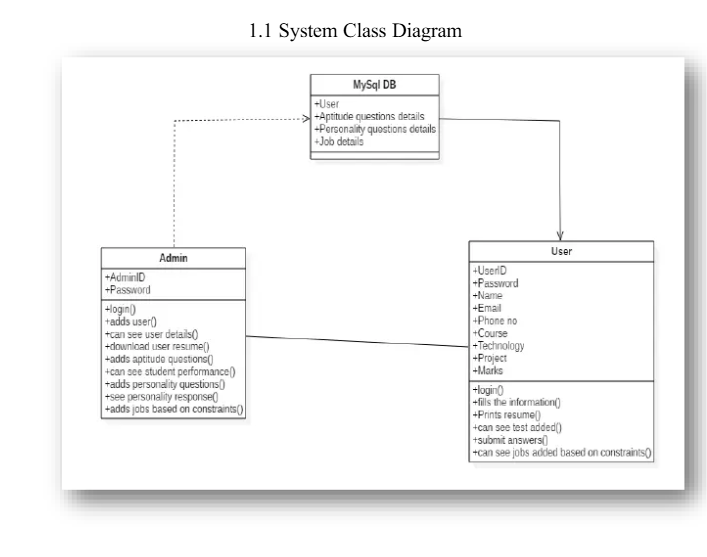 1.1 System Class Diagram
MySql DB
+User
+Aptitude questions details
+Personality questions details
+Job details
Admin
+AdminID
+Password
+login()
+adds user()
+can see user details()
+download user resume()
+adds aptitude questions()
+can see student performance()
+adds personality questions()
+see personality response()
+adds jobs based on constraints()
User
+UserID
+Password
+Name
+Email
+Phone no
+Course
+Technology
+Project
+Marks
+login()
+fills the information()
+Prints resume()
+can see test added()
+submit answers()
+can see jobs added based on constraints()